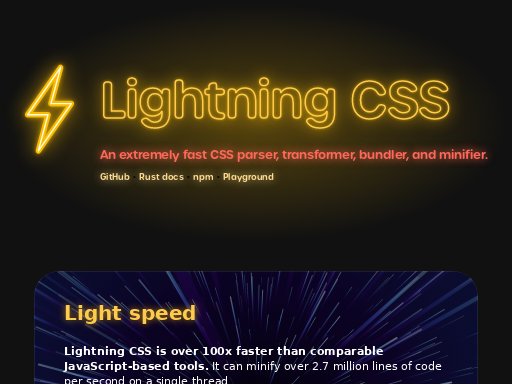 Lightning CSS
An extremely fast CSS parser, transformer, bundler, and minifier.
GitHub · Rust docs · npm · Playground
Light speed
Lightning CSS is over 100x faster than comparable
JavaScript-based tools. It can minify over 2.7 million lines of code
per second on a single thread.